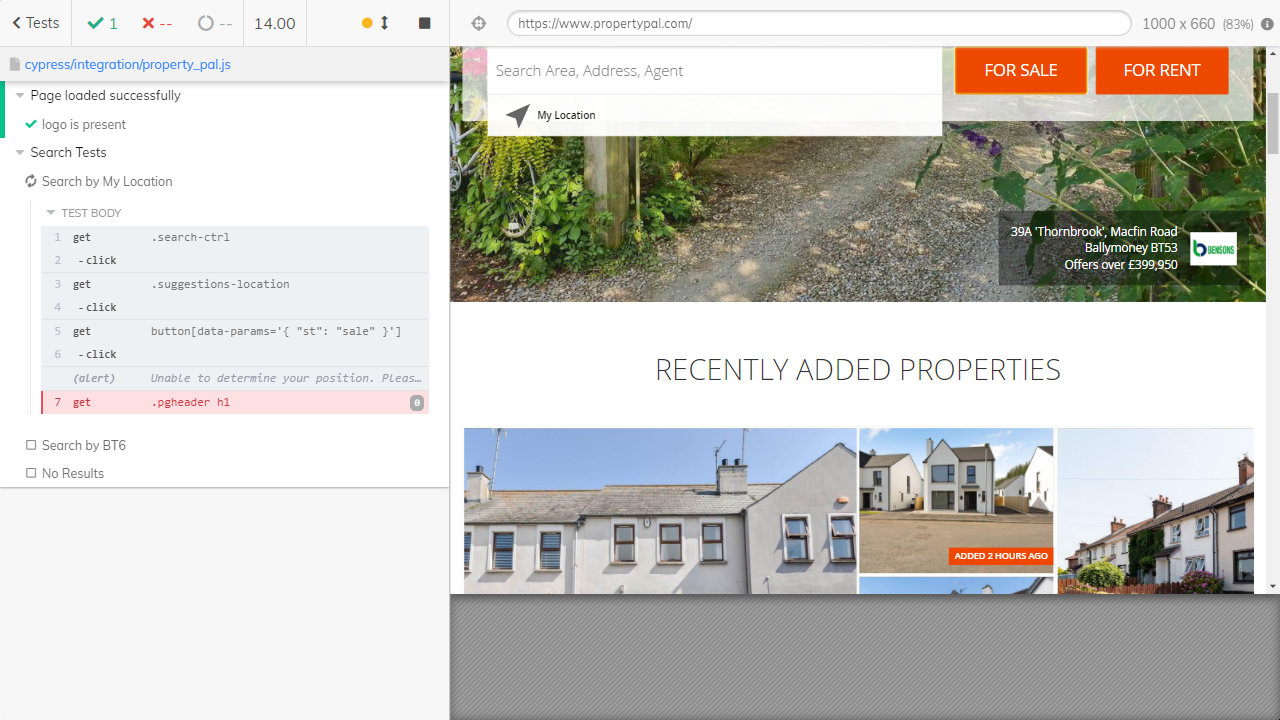 Tests
1
--
--
14.00
https://www.propertypal.com/
1000 x 660 (83%)
cypress/integration/property_pal.js
Page loaded successfully
logo is present
Search Tests
Search by My Location
TEST BODY
1 get .search-ctrl
2 -click
3 get .suggestions-location
4 -click
5 get button[data-params='{ "st": "sale" }']
6 -click
(alert) Unable to determine your position. Pleas…
7 get .pgheader h1 0
Search by BT6
No Results
Search Area, Address, Agent
FOR SALE
FOR RENT
My Location
39A 'Thornbrook', Macfin Road
Ballymoney BT53
Offers over £399,950
BENSONS
RECENTLY ADDED PROPERTIES
ADDED 2 HOURS AGO